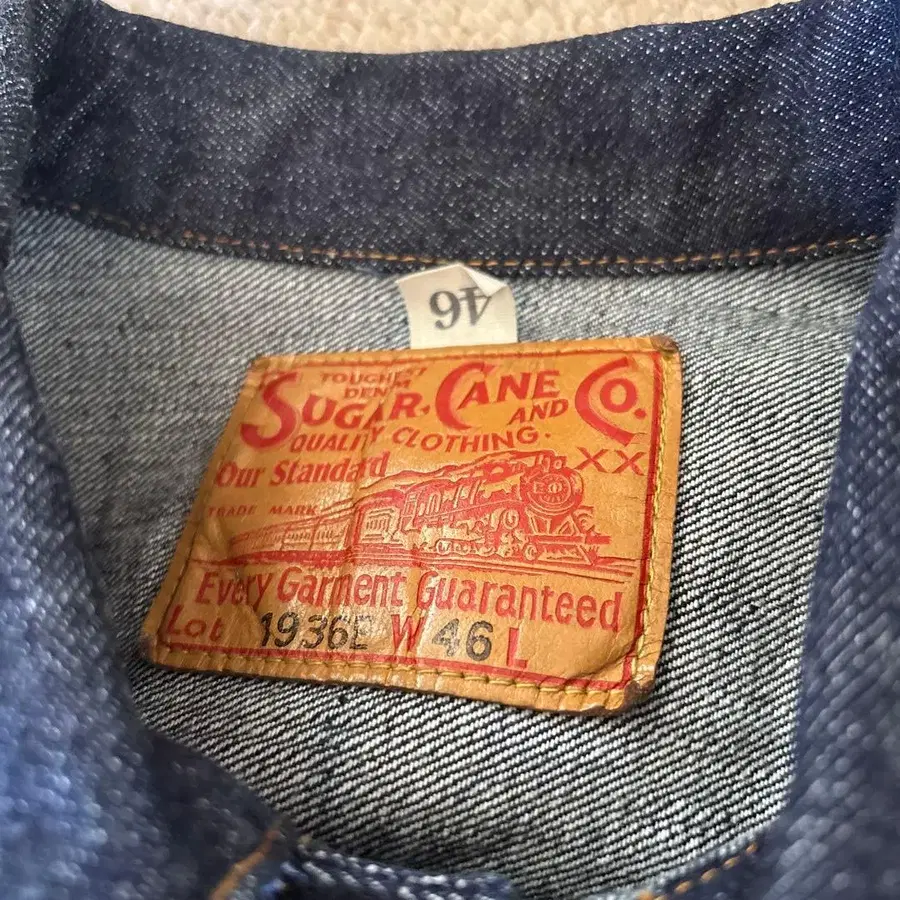 46
TOUGHEST
DENIM
SUGAR CANE AND CO.
QUALITY CLOTHING.
Our Standard XX
TRADE MARK
Every Garment Guaranteed
Lot 1936E W 46 L